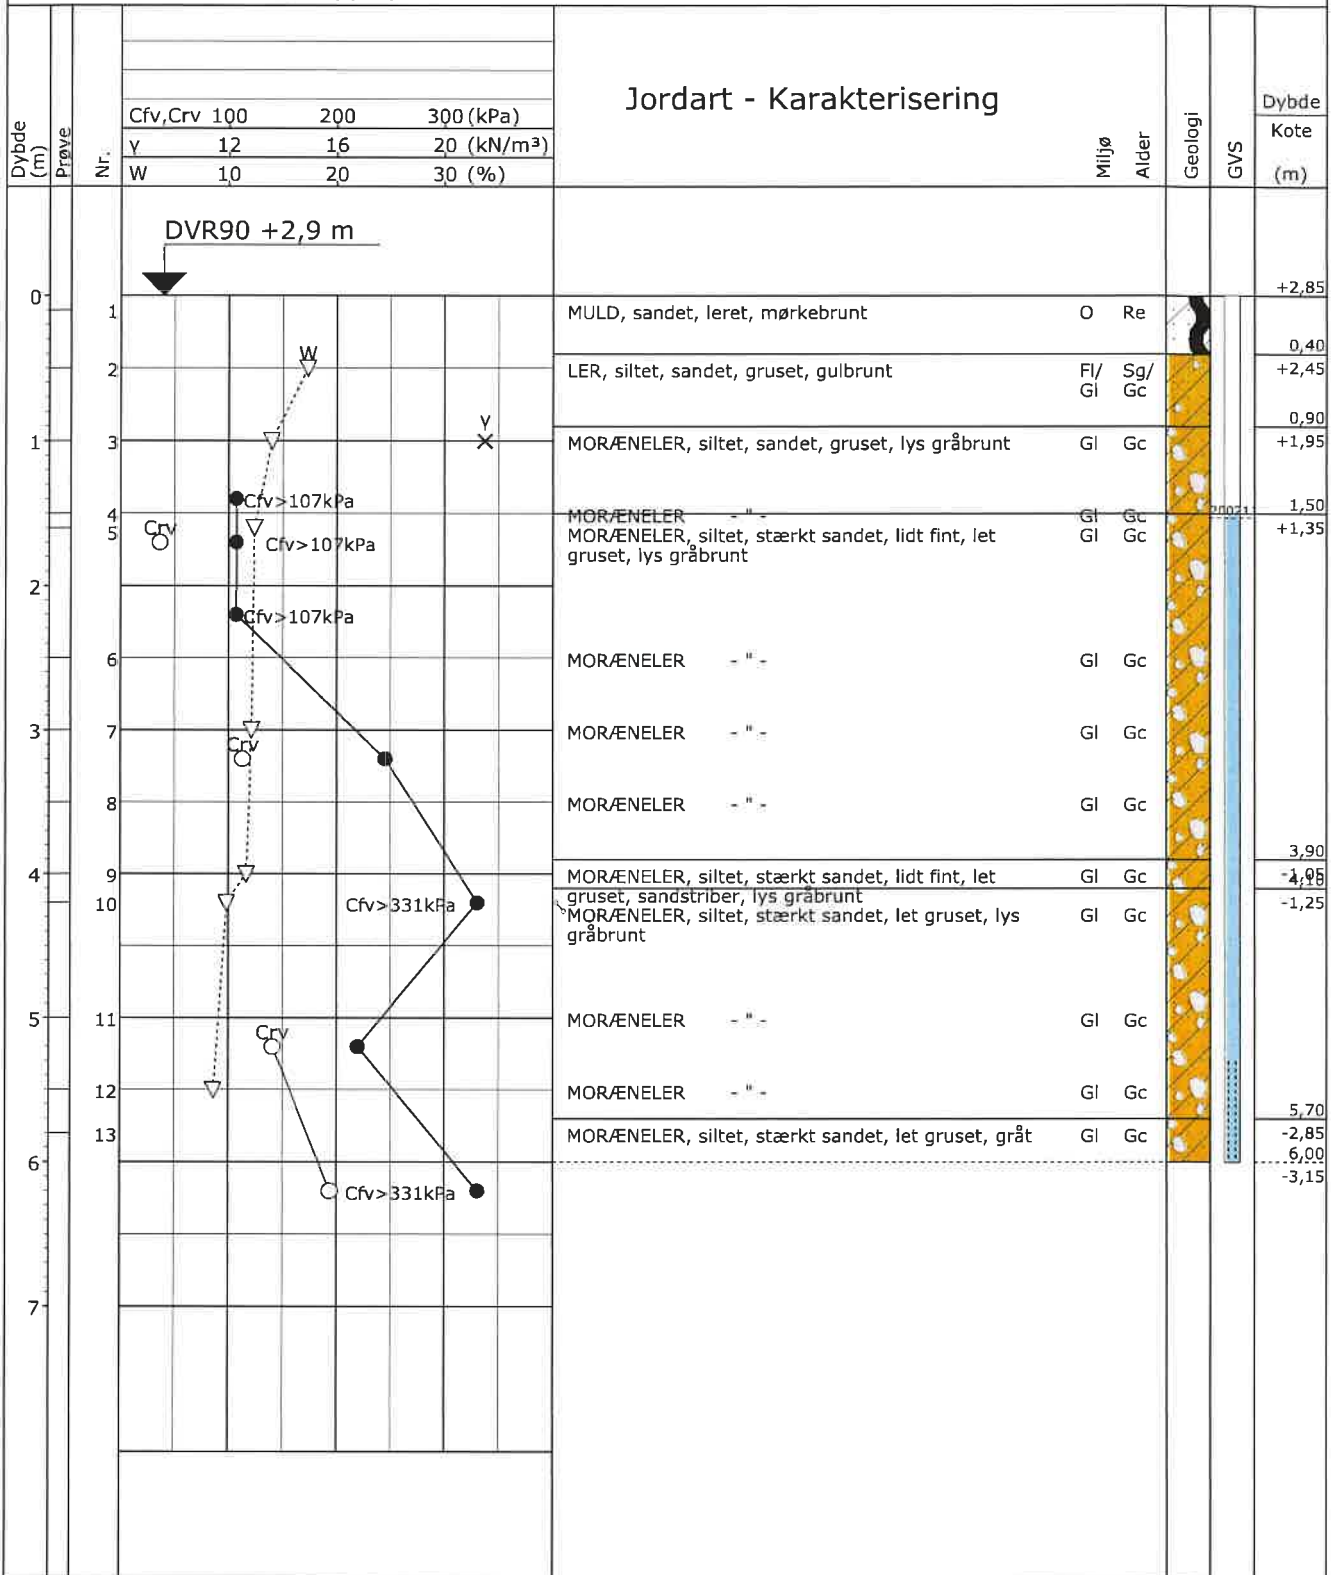 Jordart - Karakterisering
Dybde (m)
Prøve
Nr.
Cfv,Crv 100 200 300 (kPa)
γ 12 16 20 (kN/m³)
W 10 20 30 (%)
Miljø
Alder
Geologi
GVS
Dybde
Kote
(m)
DVR90 +2,9 m
+2,85
0
1 MULD, sandet, leret, mørkebrunt O Re
0,40
W
2 LER, siltet, sandet, gruset, gulbrunt Fl/ Sg/
Gl Gc
+2,45
0,90
γ
1 3 MORÆNELER, siltet, sandet, gruset, lys gråbrunt Gl Gc +1,95
Cfv>107kPa
1,50
4 MORÆNELER - " - Gl Gc
Crv
5 MORÆNELER, siltet, stærkt sandet, lidt fint, let Gl Gc +1,35
Cfv>107kPa
gruset, lys gråbrunt
2
Cfv>107kPa
6 MORÆNELER - " - Gl Gc
3 7 MORÆNELER - " - Gl Gc
Crv
8 MORÆNELER - " - Gl Gc
3,90
4 9 MORÆNELER, siltet, stærkt sandet, lidt fint, let Gl Gc -1,05
4,10
gruset, sandstriber, lys gråbrunt
10 Cfv>331kPa -1,25
MORÆNELER, siltet, stærkt sandet, let gruset, lys Gl Gc
gråbrunt
5 11 MORÆNELER - " - Gl Gc
Crv
12 MORÆNELER - " - Gl Gc
5,70
13 MORÆNELER, siltet, stærkt sandet, let gruset, gråt Gl Gc -2,85
6,00
6
-3,15
Cfv>331kPa
7